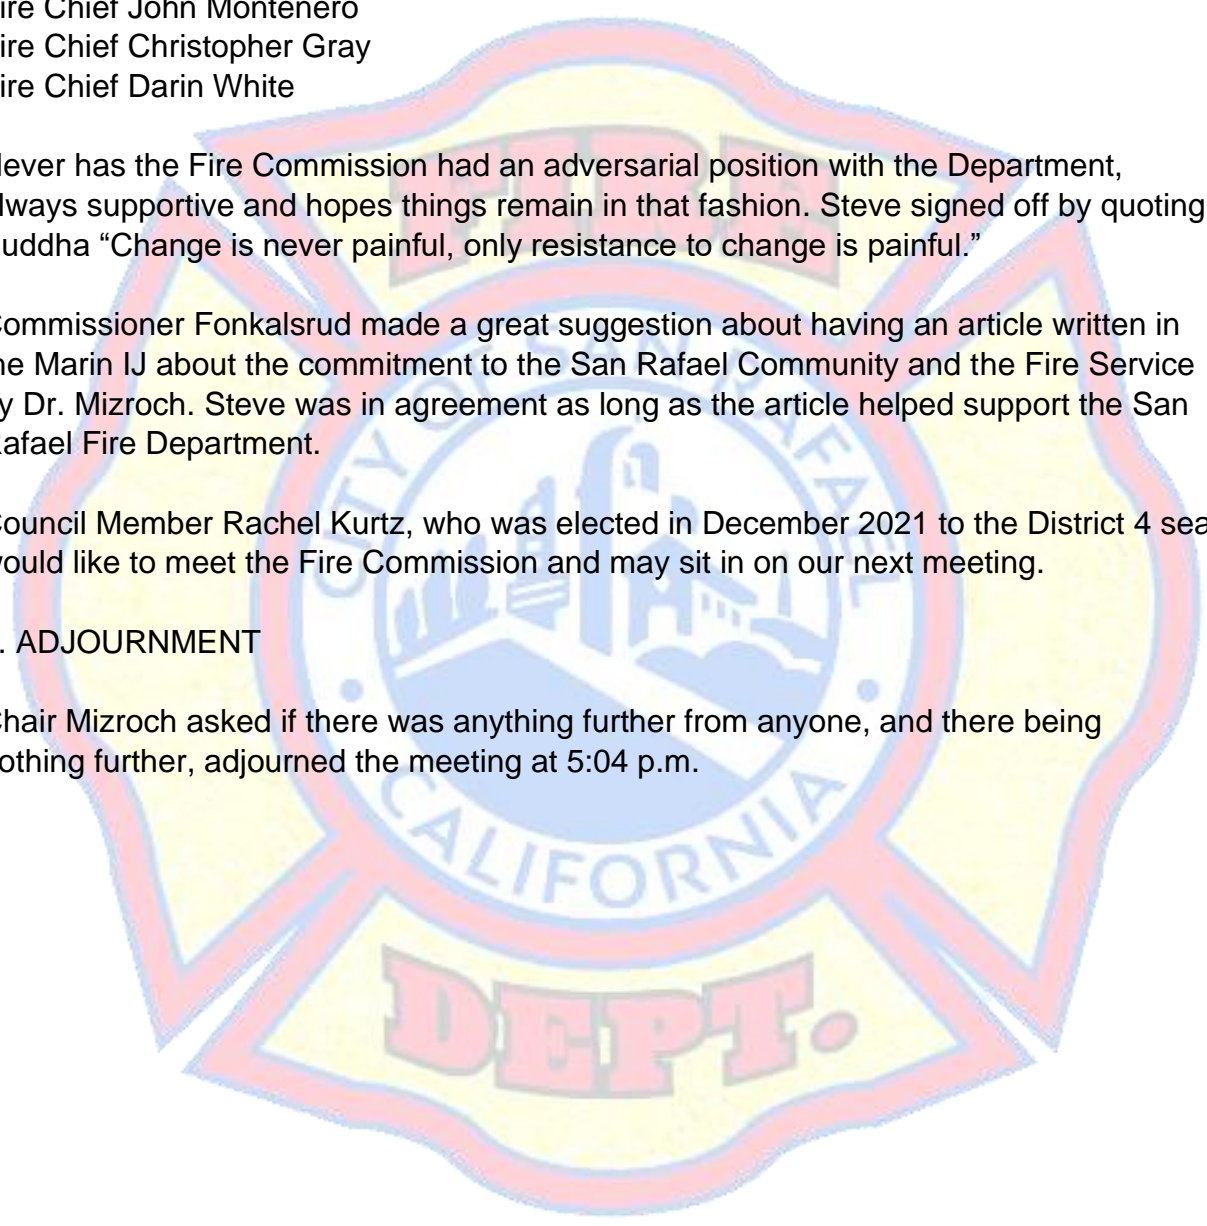 ire Chief John Montenero
ire Chief Christopher Gray
ire Chief Darin White
lever has the Fire Commission had an adversarial position with the Department,
lways supportive and hopes things remain in that fashion. Steve signed off by quoting
uddha “Change is never painful, only resistance to change is painful.”
ommissioner Fonkalsrud made a great suggestion about having an article written in
he Marin IJ about the commitment to the San Rafael Community and the Fire Service
y Dr. Mizroch. Steve was in agreement as long as the article helped support the San
afael Fire Department.
ouncil Member Rachel Kurtz, who was elected in December 2021 to the District 4 sea
would like to meet the Fire Commission and may sit in on our next meeting.
. ADJOURNMENT
Chair Mizroch asked if there was anything further from anyone, and there being
othing further, adjourned the meeting at 5:04 p.m.
FIRE
CITY OF SAN RAFAEL
CALIFORNIA
DEPT.